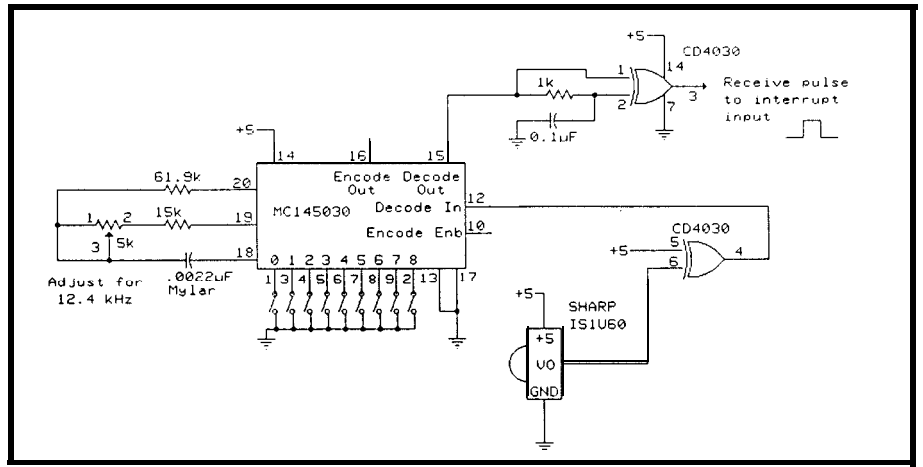 +5
CD4030
14
1
1k
2
3
7
0.1µF
Receive pulse
to interrupt
input
+5
14
16
15
Encode Decode
Out Out
MC145030
Decode In
12
Encode Enb
10
61.9k
20
1 2
15k
19
3
5k
18
.0022µF
Mylar
Adjust for
12.4 kHz
0 1 2 3 4 5 6 7 8
1 3 4 5 6 7 8 9 2 13 17
CD4030
+5
5
6
4
+5
SHARP
IS1U60
+5
VO
GND